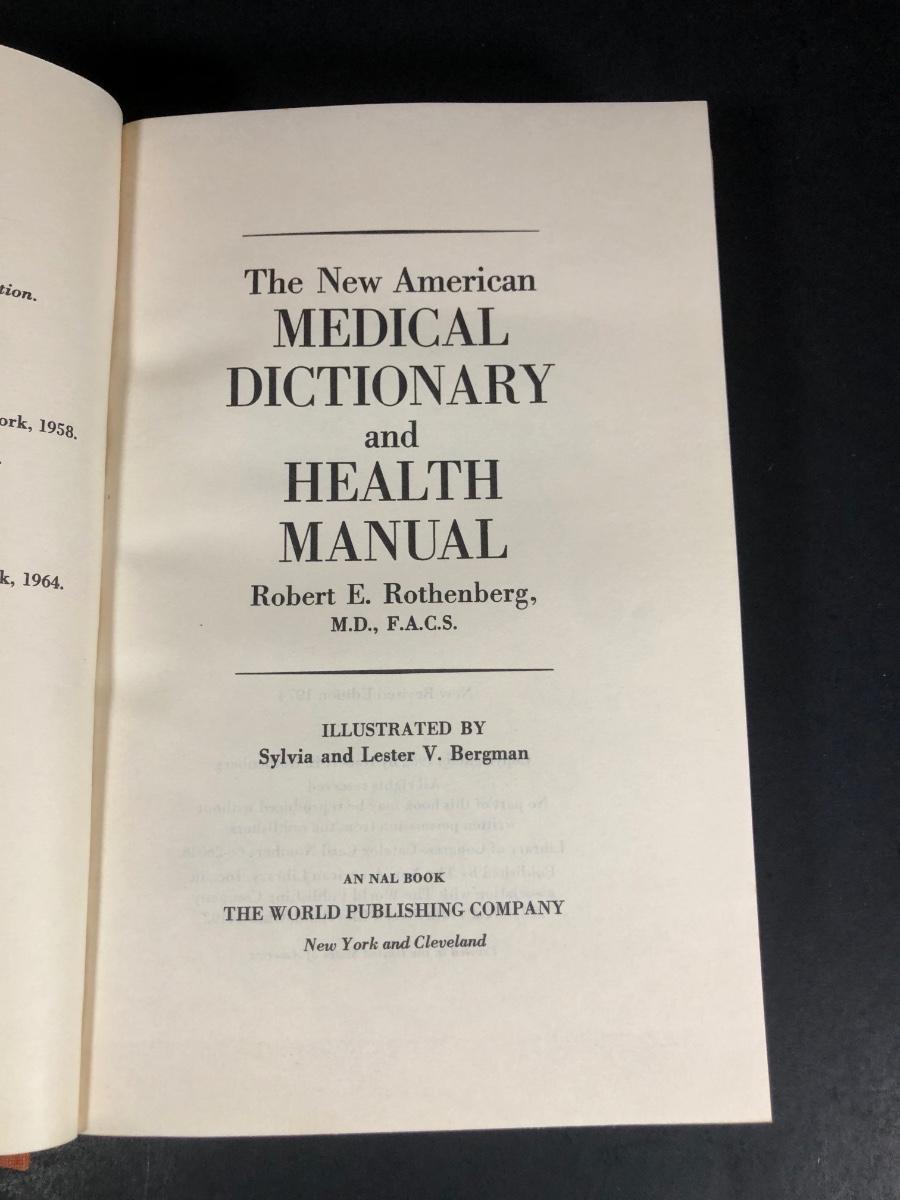 tion.
ork, 1958.
k, 1964.
The New American
MEDICAL
DICTIONARY
and
HEALTH
MANUAL
Robert E. Rothenberg,
M.D., F.A.C.S.
ILLUSTRATED BY
Sylvia and Lester V. Bergman
AN NAL BOOK
THE WORLD PUBLISHING COMPANY
New York and Cleveland